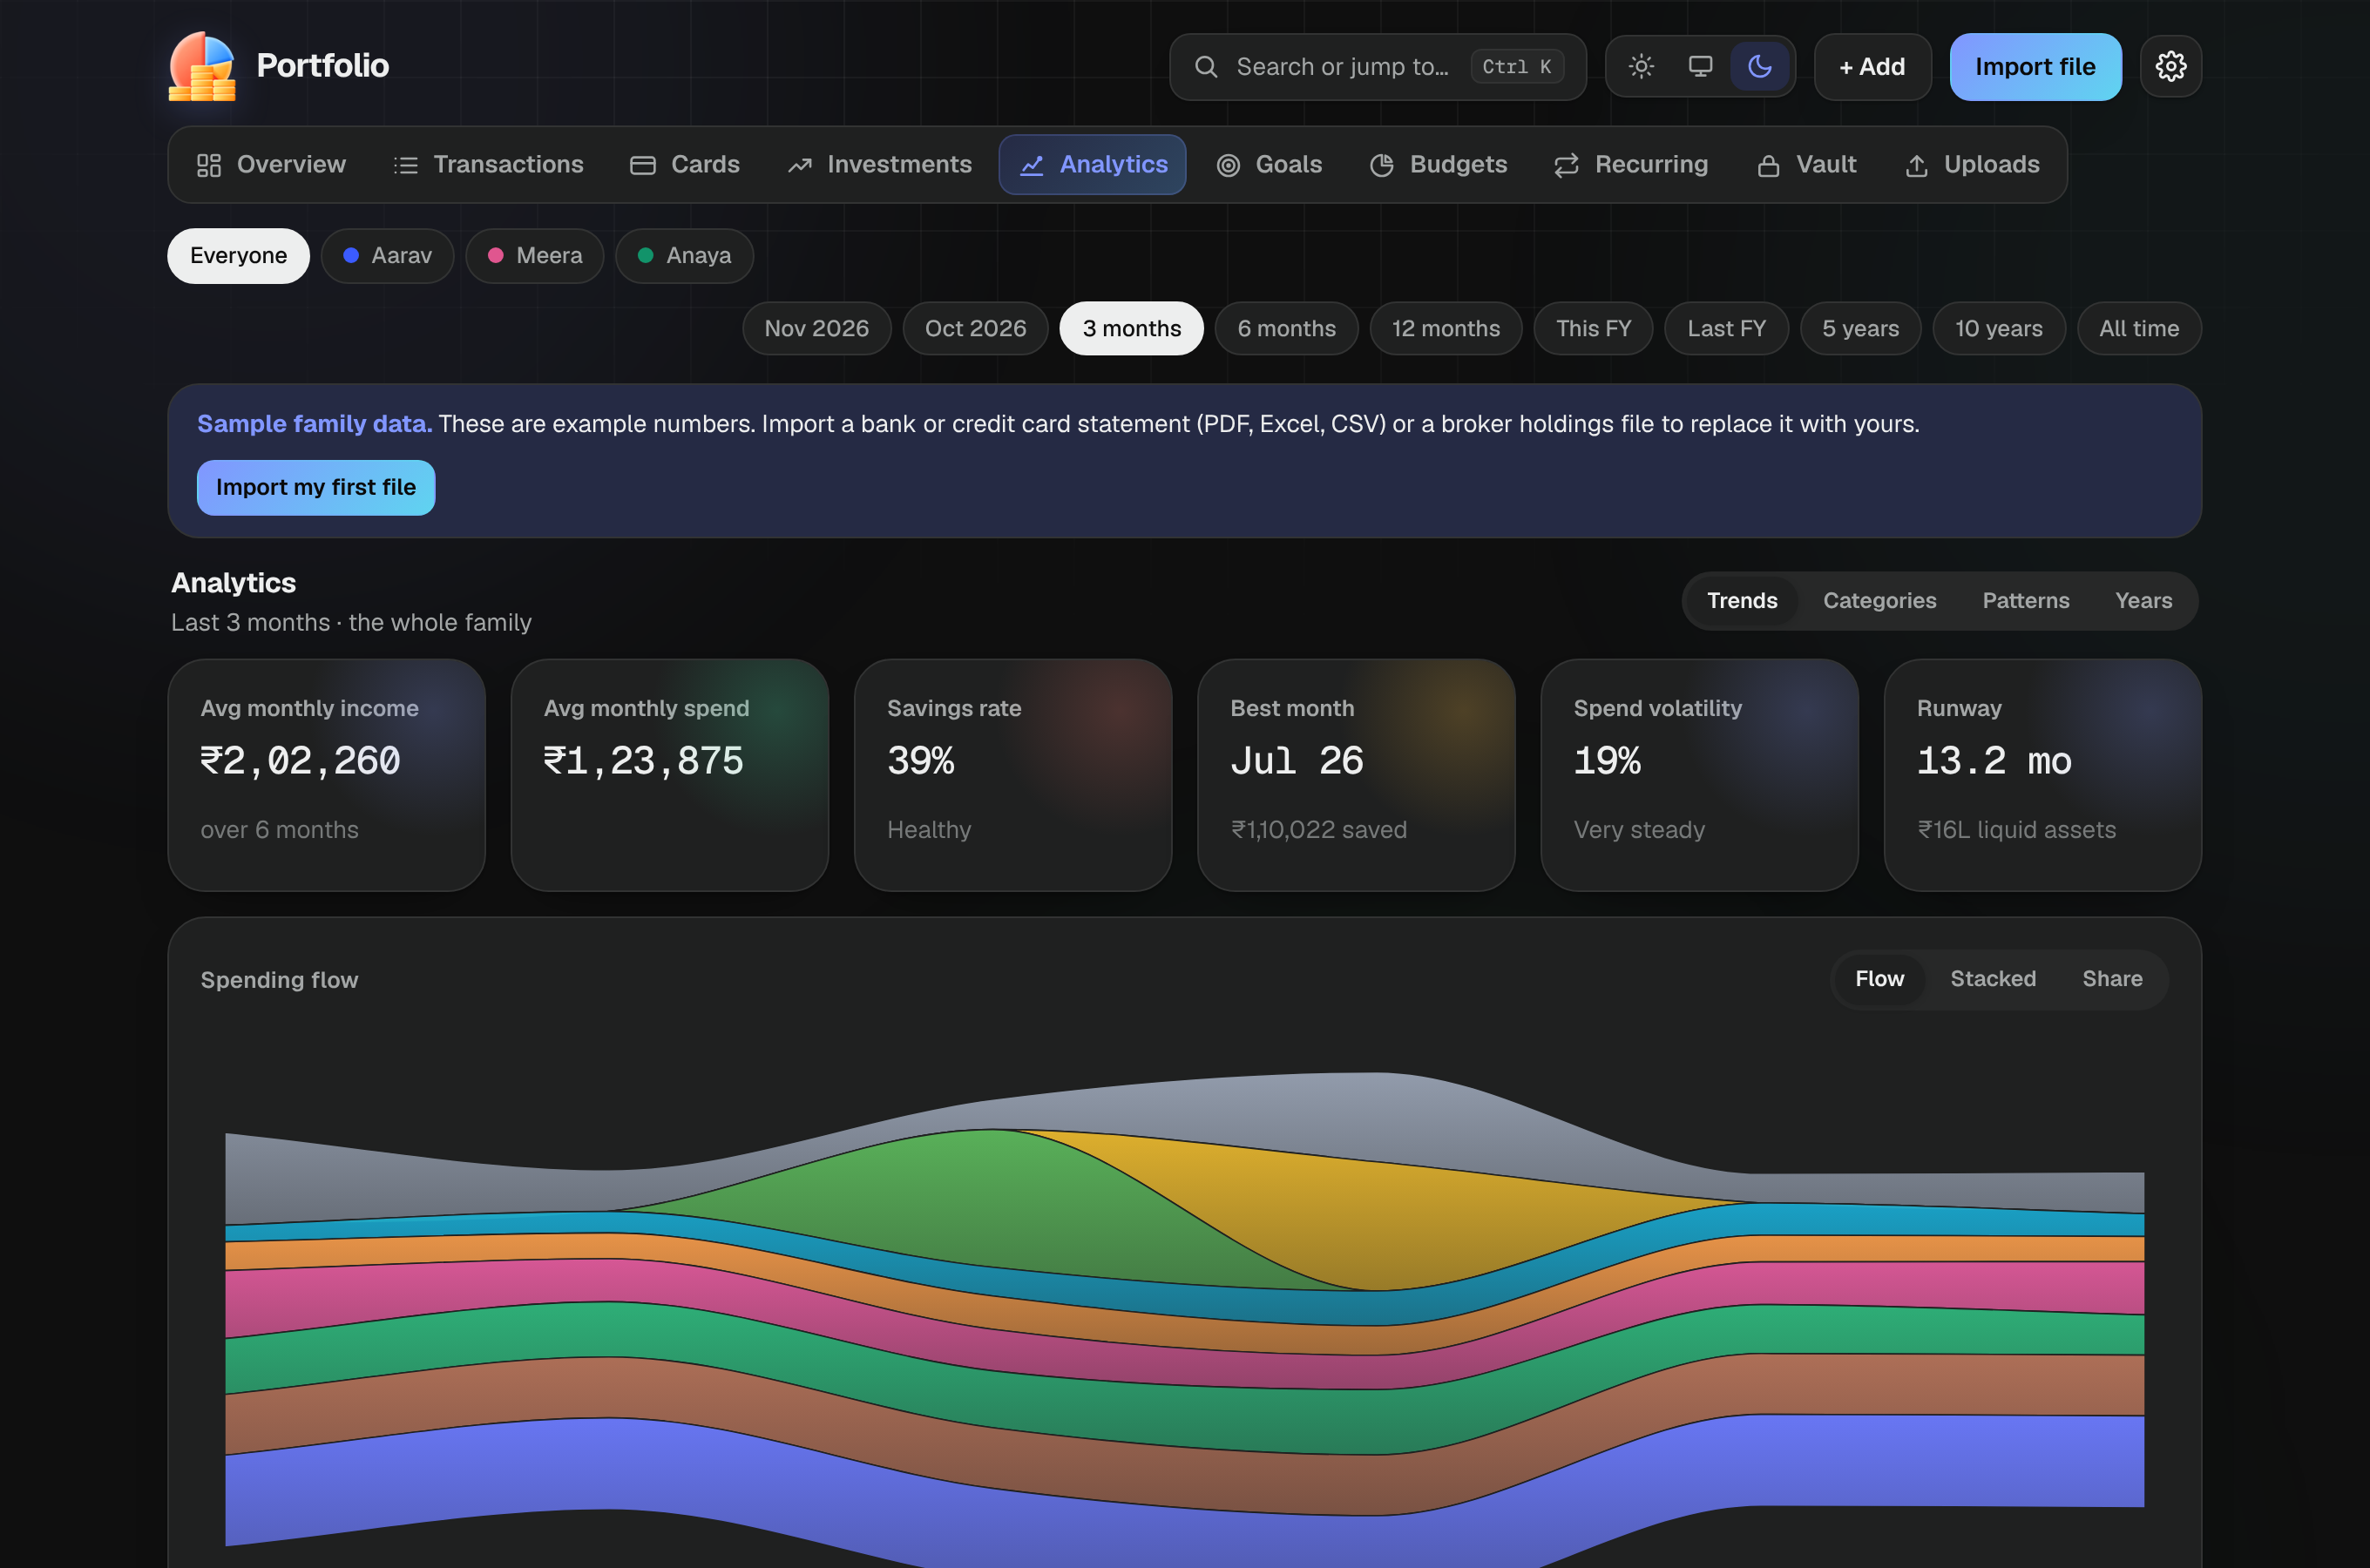 Portfolio
Search or jump to... Ctrl K
+ Add
Import file
Overview Transactions Cards Investments Analytics Goals Budgets Recurring Vault Uploads
Everyone Aarav Meera Anaya
Nov 2026 Oct 2026 3 months 6 months 12 months This FY Last FY 5 years 10 years All time
Sample family data. These are example numbers. Import a bank or credit card statement (PDF, Excel, CSV) or a broker holdings file to replace it with yours.
Import my first file
Analytics
Last 3 months · the whole family
Trends Categories Patterns Years
Avg monthly income
₹2,02,260
over 6 months
Avg monthly spend
₹1,23,875
Savings rate
39%
Healthy
Best month
Jul 26
₹1,10,022 saved
Spend volatility
19%
Very steady
Runway
13.2 mo
₹16L liquid assets
Spending flow
Flow Stacked Share